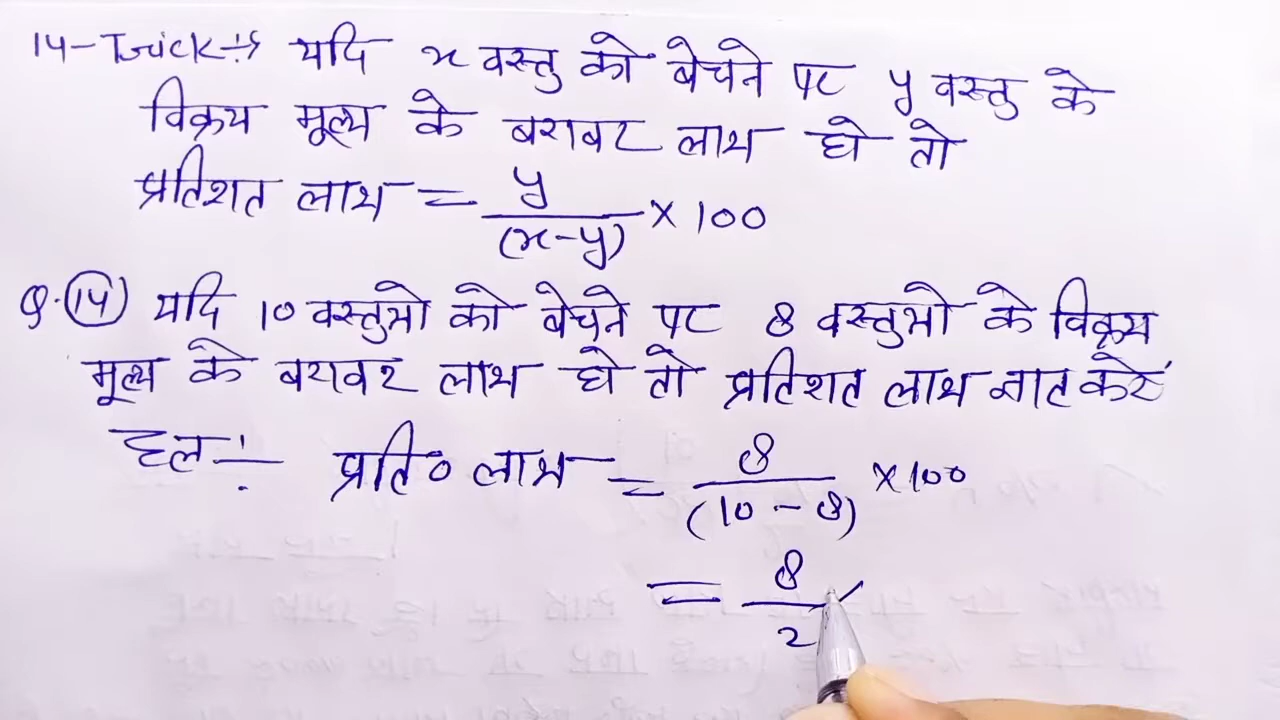 14-Trick:→ यदि x वस्तु को बेचने पर y वस्तु के
विक्रय मूल्य के बराबर लाभ हो तो
प्रतिशत लाभ = y/(x-y) × 100
Q.(14) यदि 10 वस्तुओ को बेचने पर 8 वस्तुओ के विक्रय
मूल्य के बराबर लाभ हो तो प्रतिशत लाभ ज्ञात करें
हल:- प्रति० लाभ = 8/(10-8) ×100
= 8/2